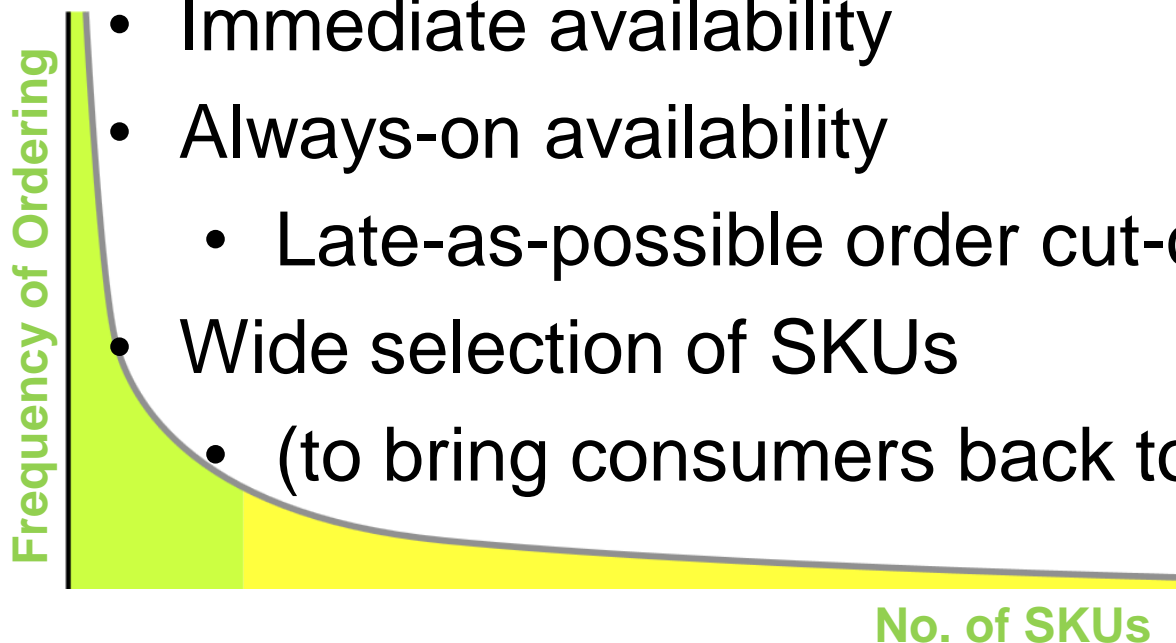 • Immediate availability
• Always-on availability
• Late-as-possible order cut-
• Wide selection of SKUs
• (to bring consumers back to
Frequency of Ordering
No. of SKUs